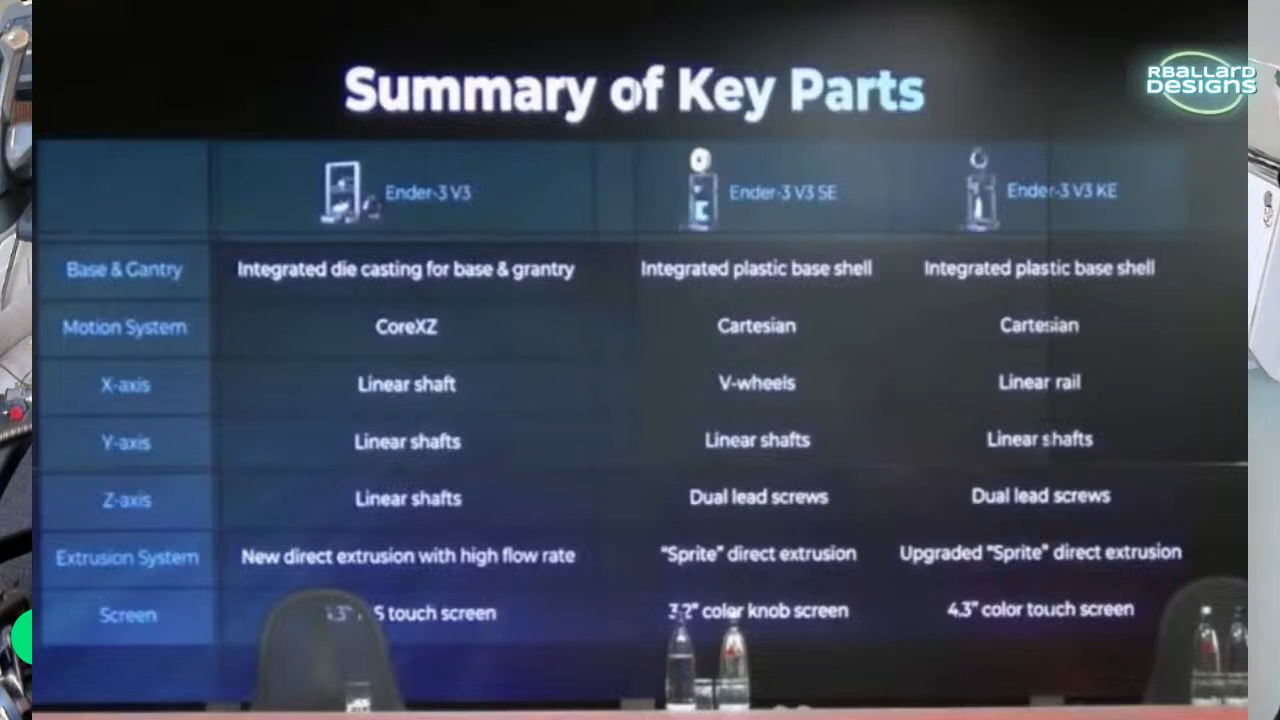 RBALLARD
DESIGNS
Summary of Key Parts
Ender-3 V3
Ender-3 V3 SE
Ender-3 V3 KE
Base & Gantry
Integrated die casting for base & grantry
Integrated plastic base shell
Integrated plastic base shell
Motion System
CoreXZ
Cartesian
Cartesian
X-axis
Linear shaft
V-wheels
Linear rail
Y-axis
Linear shafts
Linear shafts
Linear shafts
Z-axis
Linear shafts
Dual lead screws
Dual lead screws
Extrusion System
New direct extrusion with high flow rate
"Sprite" direct extrusion
Upgraded "Sprite" direct extrusion
Screen
touch screen
3.2" color knob screen
4.3" color touch screen